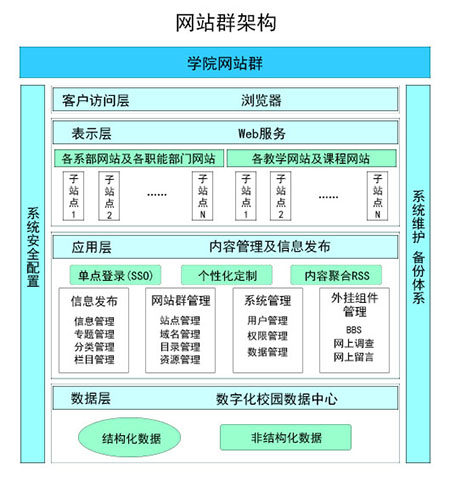 网站群架构
学院网站群
系统安全配置
客户访问层 浏览器
表示层 Web服务
各系部网站及各职能部门网站 各教学网站及课程网站
子站点1 子站点2 …… 子站点N 子站点1 子站点2 …… 子站点N
应用层 内容管理及信息发布
单点登录(SSO) 个性化定制 内容聚合RSS
信息发布
信息管理
专题管理
分类管理
栏目管理
网站群管理
站点管理
域名管理
目录管理
资源管理
系统管理
用户管理
权限管理
数据管理
外挂组件
管理
BBS
网上调查
网上留言
数据层 数字化校园数据中心
结构化数据 非结构化数据
系统维护 备份体系